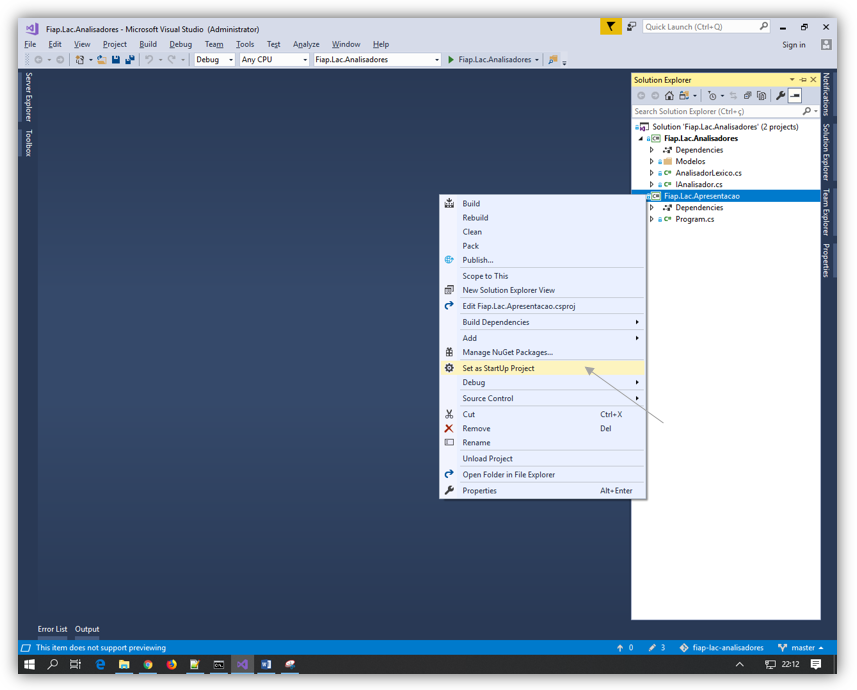 Fiap.Lac.Analisadores - Microsoft Visual Studio (Administrator)
Quick Launch (Ctrl+Q)
File Edit View Project Build Debug Team Tools Test Analyze Window Help
Sign in
Debug Any CPU Fiap.Lac.Analisadores Fiap.Lac.Analisadores
Server Explorer
Toolbox
Solution Explorer
Search Solution Explorer (Ctrl+ç)
Solution 'Fiap.Lac.Analisadores' (2 projects)
Fiap.Lac.Analisadores
Dependencies
Modelos
AnalisadorLexico.cs
IAnalisador.cs
Fiap.Lac.Apresentacao
Dependencies
Program.cs
Notifications
Solution Explorer
Team Explorer
Properties
Build
Rebuild
Clean
Pack
Publish...
Scope to This
New Solution Explorer View
Edit Fiap.Lac.Apresentacao.csproj
Build Dependencies
Add
Manage NuGet Packages...
Set as StartUp Project
Debug
Source Control
Cut Ctrl+X
Remove Del
Rename
Unload Project
Open Folder in File Explorer
Properties Alt+Enter
Error List Output
This item does not support previewing
0 3 fiap-lac-analisadores master
22:12